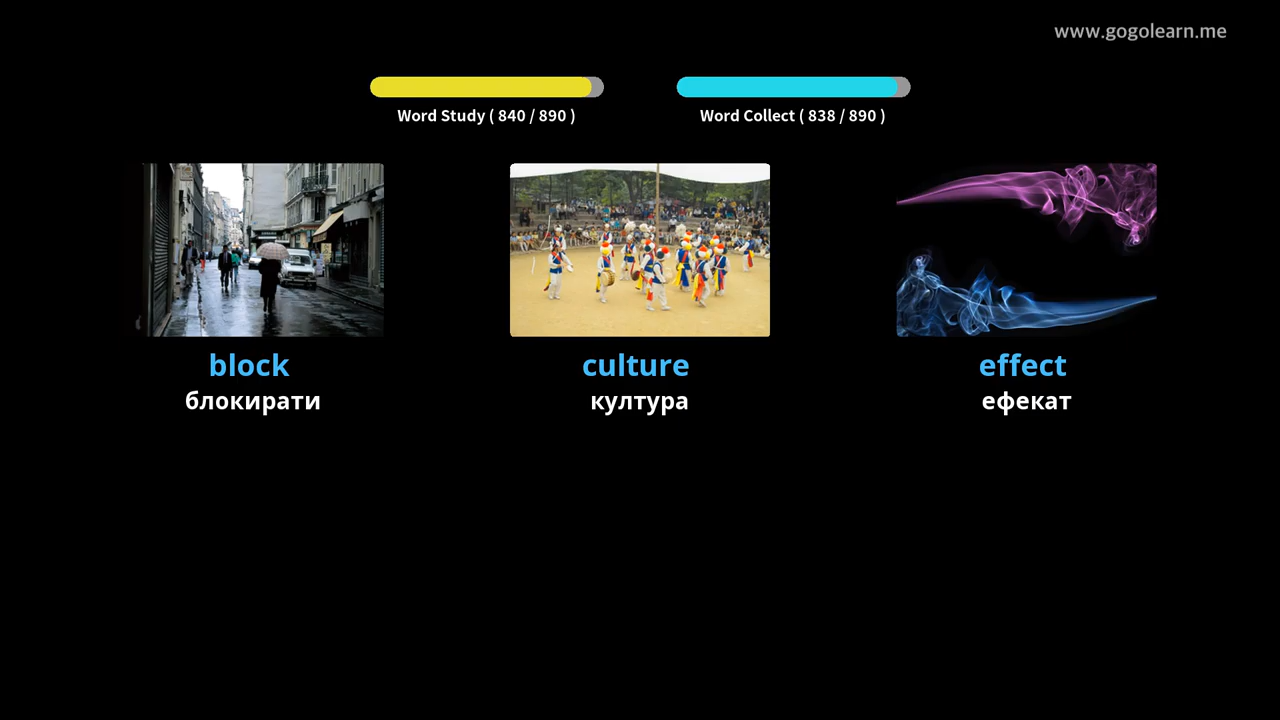 www.gogolearn.me
Word Study ( 840 / 890 )
Word Collect ( 838 / 890 )
block
блокирати
culture
култура
effect
ефекат